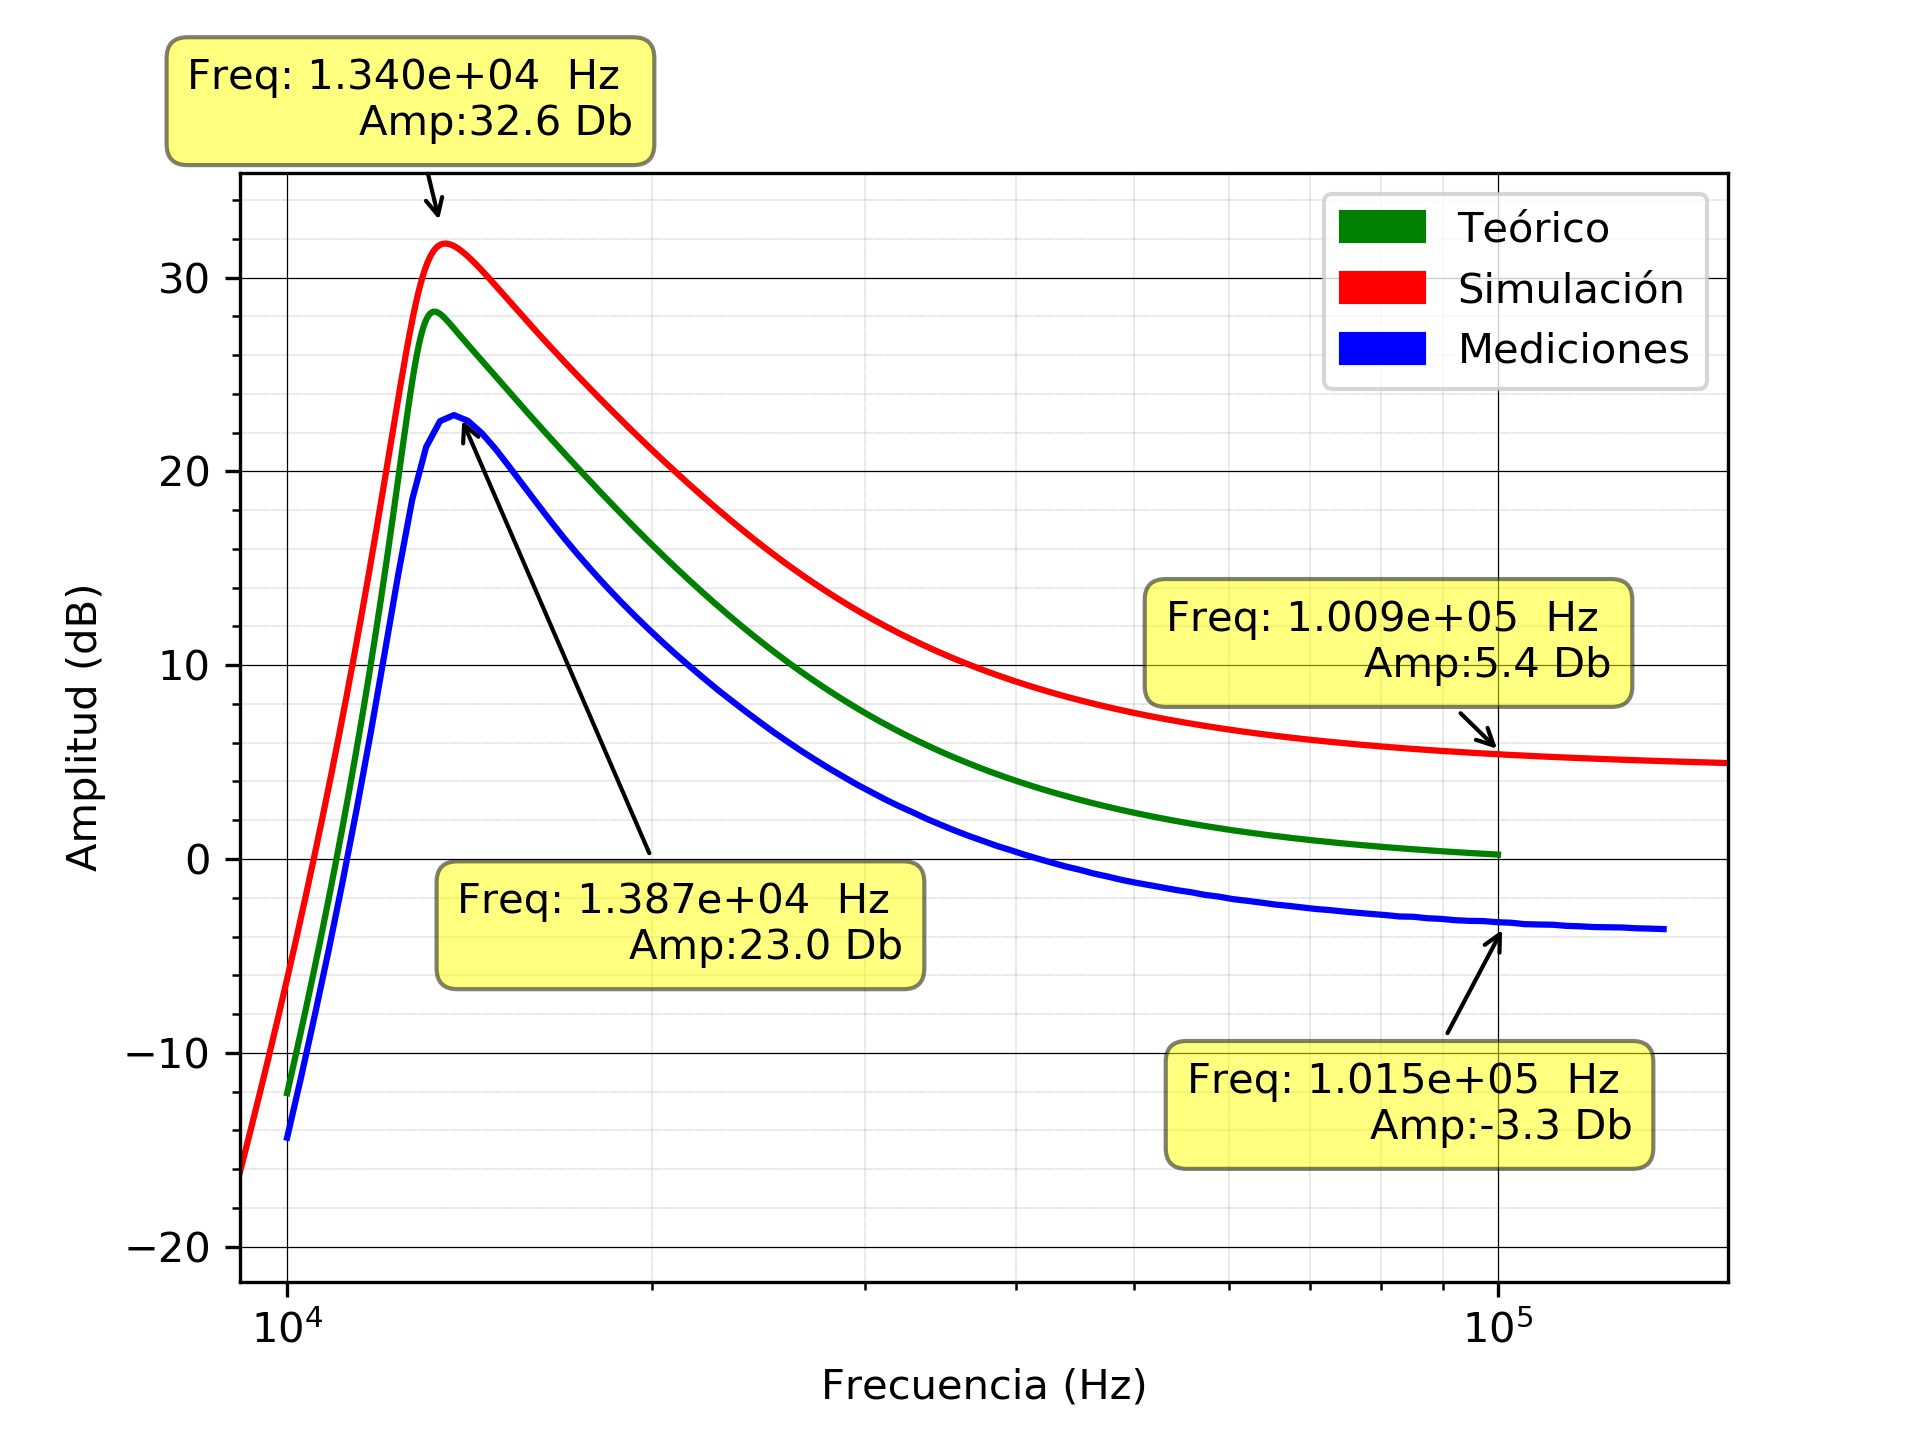 Freq: 1.340e+04  Hz
Amp:32.6 Db
Teórico
Simulación
Mediciones
Freq: 1.009e+05  Hz
Amp:5.4 Db
Freq: 1.387e+04  Hz
Amp:23.0 Db
Freq: 1.015e+05  Hz
Amp:-3.3 Db
Amplitud (dB)
30
20
10
0
−10
−20
10⁴
10⁵
Frecuencia (Hz)